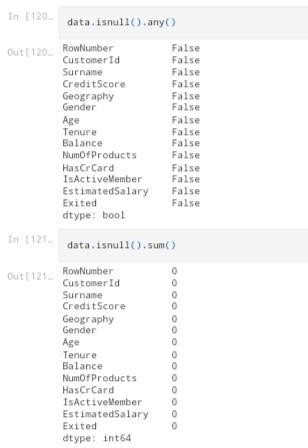 In [120...
data.isnull().any()
Out[120...
RowNumber False
CustomerId False
Surname False
CreditScore False
Geography False
Gender False
Age False
Tenure False
Balance False
NumOfProducts False
HasCrCard False
IsActiveMember False
EstimatedSalary False
Exited False
dtype: bool
In [121...
data.isnull().sum()
Out[121...
RowNumber 0
CustomerId 0
Surname 0
CreditScore 0
Geography 0
Gender 0
Age 0
Tenure 0
Balance 0
NumOfProducts 0
HasCrCard 0
IsActiveMember 0
EstimatedSalary 0
Exited 0
dtype: int64